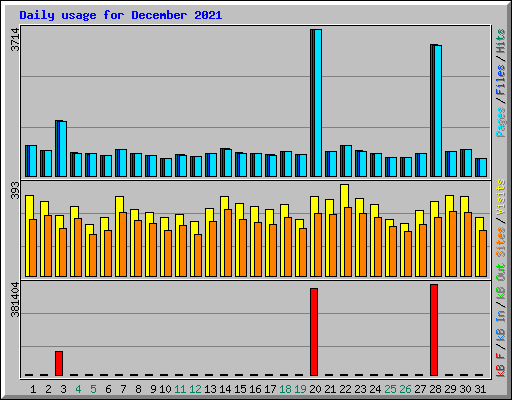 Daily usage for December 2021
3714
Pages / Files / Hits
393
Sites / Visits
381404
kB F / kB In / kB Out
1 2 3 4 5 6 7 8 9 10 11 12 13 14 15 16 17 18 19 20 21 22 23 24 25 26 27 28 29 30 31